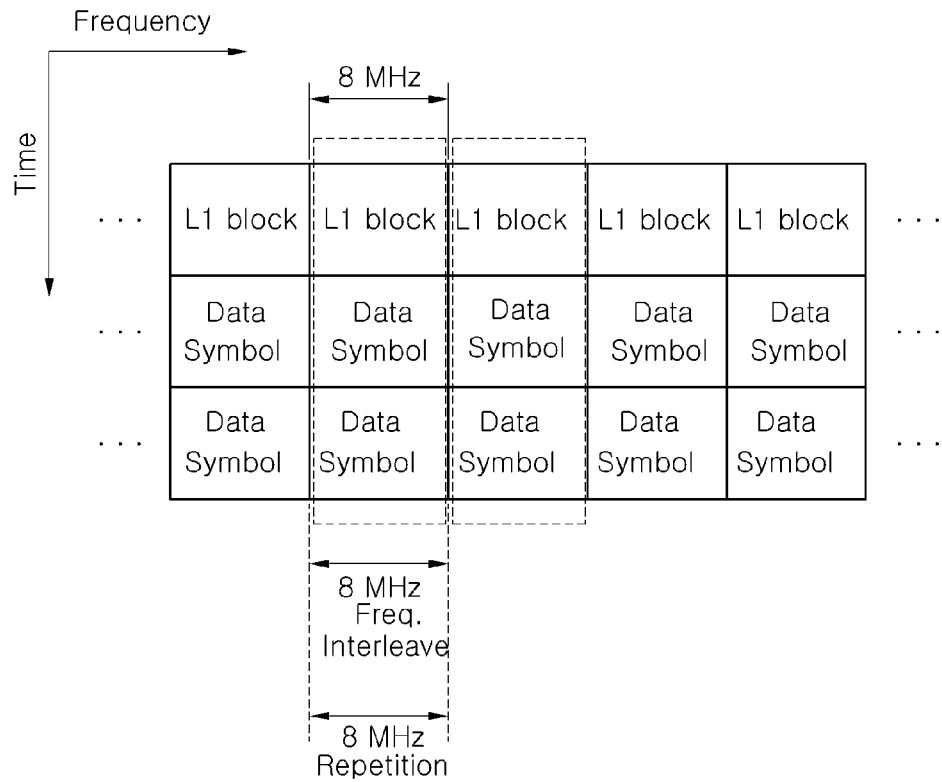 Frequency
8 MHz
Time
. . . L1 block L1 block L1 block L1 block L1 block . . .
. . . Data Symbol Data Symbol Data Symbol Data Symbol Data Symbol . . .
. . . Data Symbol Data Symbol Data Symbol Data Symbol Data Symbol . . .
8 MHz
Freq.
Interleave
8 MHz
Repetition